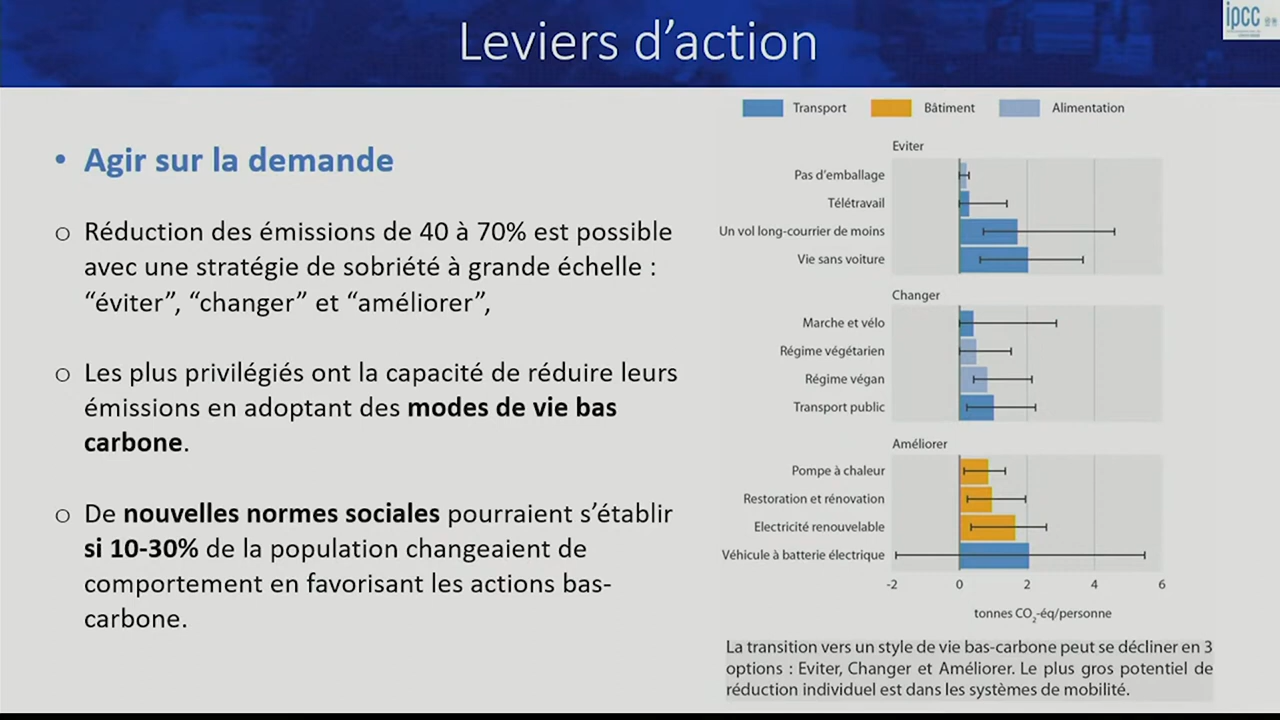 Leviers d’action
ipcc
• Agir sur la demande
o Réduction des émissions de 40 à 70% est possible
avec une stratégie de sobriété à grande échelle :
“éviter”, “changer” et “améliorer”,
o Les plus privilégiés ont la capacité de réduire leurs
émissions en adoptant des modes de vie bas
carbone.
o De nouvelles normes sociales pourraient s’établir
si 10-30% de la population changeaient de
comportement en favorisant les actions bas-
carbone.
Transport Bâtiment Alimentation
Eviter
Pas d’emballage
Télétravail
Un vol long-courrier de moins
Vie sans voiture
Changer
Marche et vélo
Régime végétarien
Régime végan
Transport public
Améliorer
Pompe à chaleur
Restoration et rénovation
Electricité renouvelable
Véhicule à batterie électrique
-2 0 2 4 6
tonnes CO₂-éq/personne
La transition vers un style de vie bas-carbone peut se décliner en 3
options : Eviter, Changer et Améliorer. Le plus gros potentiel de
réduction individuel est dans les systèmes de mobilité.